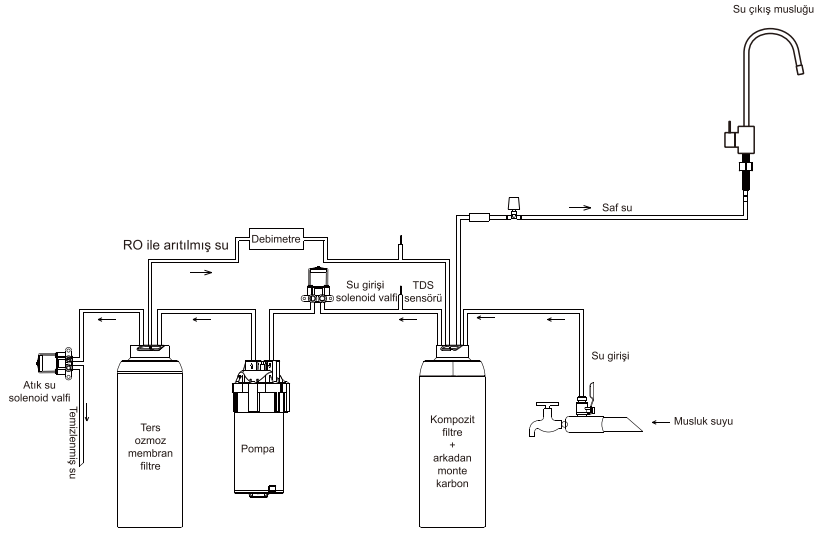 Su çıkış musluğu
Saf su
RO ile arıtılmış su
Debimetre
Su girişi
solenoid valfi
TDS
sensörü
Su girişi
Atık su
solenoid valfi
Temizlenmiş su
Ters
ozmoz
membran
filtre
Pompa
Kompozit
filtre
+
arkadan
monte
karbon
Musluk suyu